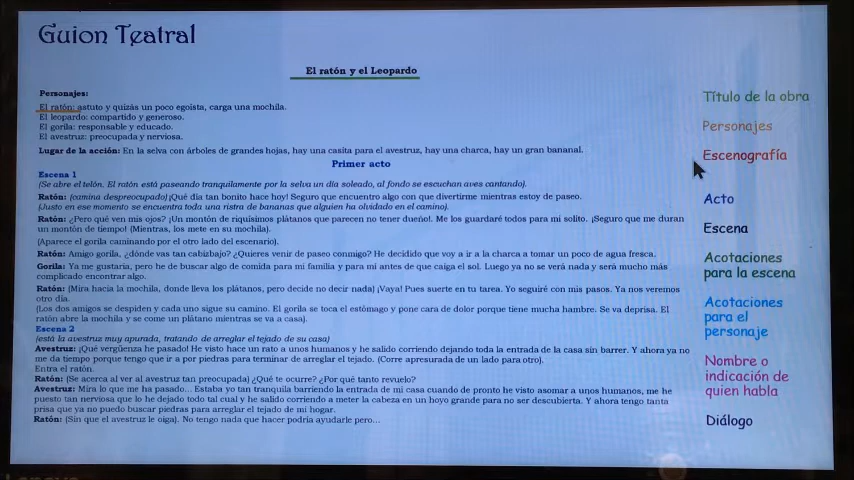 Guion Teatral
El ratón y el Leopardo
Personajes:
El ratón: astuto y quizás un poco egoísta, carga una mochila.
El leopardo: compartido y generoso.
El gorila: responsable y educado.
El avestruz: preocupada y nerviosa.
Lugar de la acción: En la selva con árboles de grandes hojas, hay una casita para el avestruz, hay una charca, hay un gran bananal.
Primer acto
Escena 1
(Se abre el telón. El ratón está paseando tranquilamente por la selva un día soleado, al fondo se escuchan aves cantando).
Ratón: (camina despreocupado) ¡Qué día tan bonito hace hoy! Seguro que encuentro algo con que divertirme mientras estoy de paseo.
(Justo en ese momento se encuentra toda una ristra de bananas que alguien ha olvidado en el camino).
Ratón: ¿Pero qué ven mis ojos? ¡Un montón de riquísimos plátanos que parecen no tener dueño!. Me los guardaré todos para mi solito. ¡Seguro que me duran
un montón de tiempo! (Mientras, los mete en su mochila).
(Aparece el gorila caminando por el otro lado del escenario).
Ratón: Amigo gorila, ¿dónde vas tan cabizbajo? ¿Quieres venir de paseo conmigo? He decidido que voy a ir a la charca a tomar un poco de agua fresca.
Gorila: Ya me gustaría, pero he de buscar algo de comida para mi familia y para mi antes de que caiga el sol. Luego ya no se verá nada y será mucho más
complicado encontrar algo.
Ratón: (Mira hacia la mochila, donde lleva los plátanos, pero decide no decir nada) ¡Vaya! Pues suerte en tu tarea. Yo seguiré con mis pasos. Ya nos veremos
otro día.
(Los dos amigos se despiden y cada uno sigue su camino. El gorila se toca el estómago y pone cara de dolor porque tiene mucha hambre. Se va deprisa. El
ratón abre la mochila y se come un plátano mientras se va a casa).
Escena 2
(está la avestruz muy apurada, tratando de arreglar el tejado de su casa)
Avestruz: ¡Qué vergüenza he pasado! He visto hace un rato a unos humanos y he salido corriendo dejando toda la entrada de la casa sin barrer. Y ahora ya no
me da tiempo porque tengo que ir a por piedras para terminar de arreglar el tejado. (Corre apresurada de un lado para otro).
Entra el ratón.
Ratón: (Se acerca al ver al avestruz tan preocupada) ¿Qué te ocurre? ¿Por qué tanto revuelo?
Avestruz: Mira lo que me ha pasado... Estaba yo tan tranquila barriendo la entrada de mi casa cuando de pronto he visto asomar a unos humanos, me he
puesto tan nerviosa que lo he dejado todo tal cual y he salido corriendo a meter la cabeza en un hoyo grande para no ser descubierta. Y ahora tengo tanta
prisa que ya no puedo buscar piedras para arreglar el tejado de mi hogar.
Ratón: (Sin que el avestruz le oiga). No tengo nada que hacer podría ayudarle pero...
Título de la obra
Personajes
Escenografía
Acto
Escena
Acotaciones
para la escena
Acotaciones
para el
personaje
Nombre o
indicación de
quien habla
Diálogo